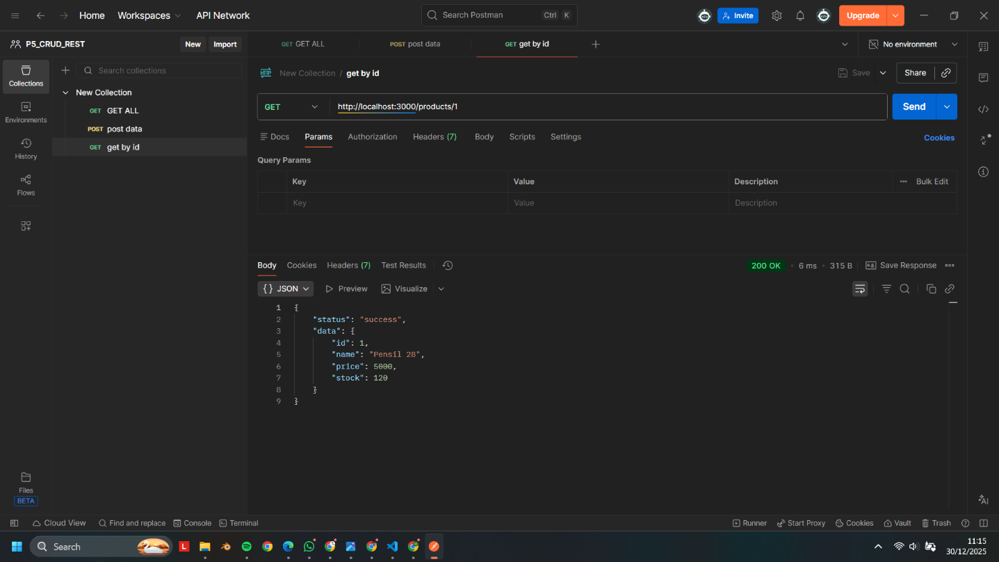 Home Workspaces API Network Search Postman Ctrl K Invite Upgrade
P5_CRUD_REST New Import GET GET ALL POST post data GET get by id No environment
Collections
Environments
History
Flows
Files
BETA
Search collections
New Collection
GET GET ALL
POST post data
GET get by id
HTTP New Collection / get by id Save Share
GET http://localhost:3000/products/1 Send
Docs Params Authorization Headers (7) Body Scripts Settings Cookies
Query Params
Key Value Description Bulk Edit
Key Value Description
Body Cookies Headers (7) Test Results 200 OK • 6 ms • 315 B Save Response
{} JSON Preview Visualize
1 {
2 "status": "success",
3 "data": {
4 "id": 1,
5 "name": "Pensil 28",
6 "price": 5000,
7 "stock": 120
8 }
9 }
AI
Cloud View Find and replace Console Terminal Runner Start Proxy Cookies Vault Trash
Search L 11:15
30/12/2025